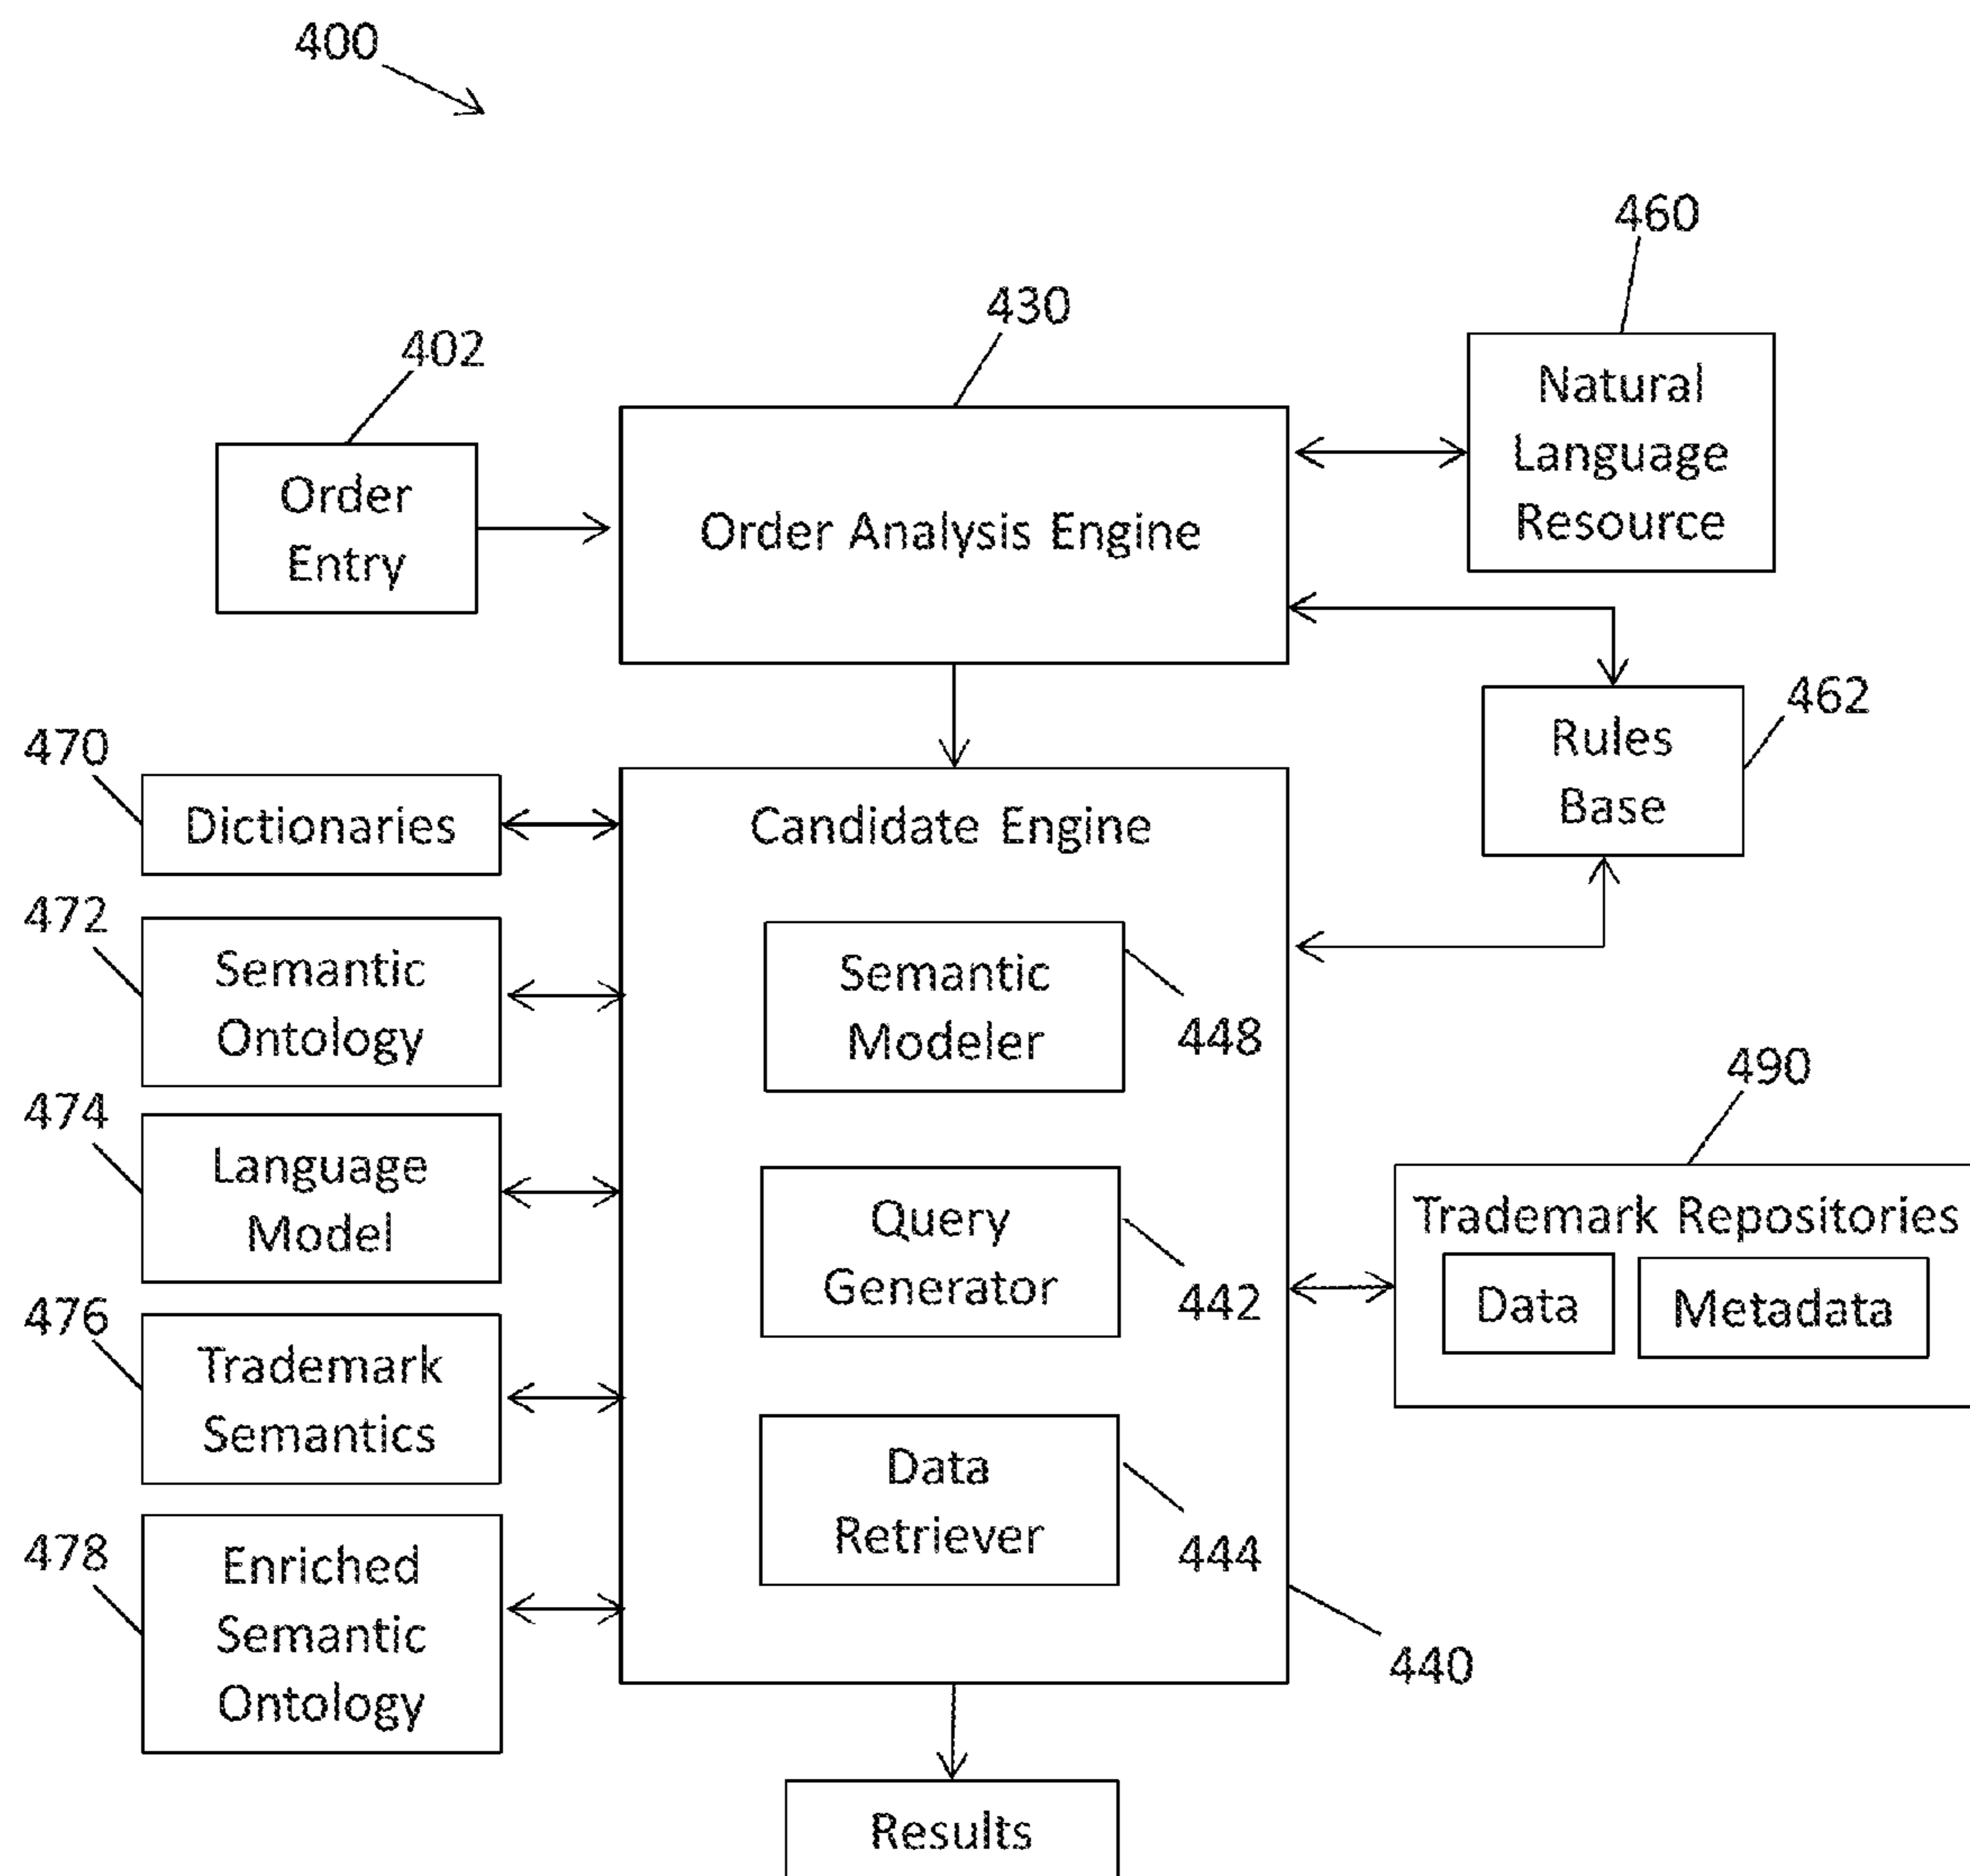 400
460
430
402
Natural
Language
Resource
Order
Entry
Order Analysis Engine
462
Rules
Base
470
Dictionaries
Candidate Engine
472
Semantic
Ontology
Semantic
Modeler
448
490
474
Language
Model
Query
Generator
442
Trademark Repositories
Data
Metadata
476
Trademark
Semantics
Data
Retriever
444
478
Enriched
Semantic
Ontology
440
Results